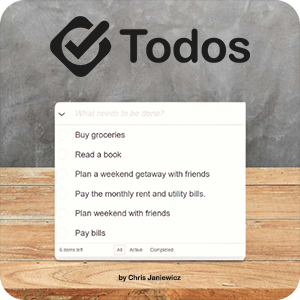 Todos
What needs to be done?
Buy groceries
Read a book
Plan a weekend getaway with friends
Pay the monthly rent and utility bills.
Plan weekend with friends
Pay bills
6 items left All Active Completed
by Chris Janiewicz